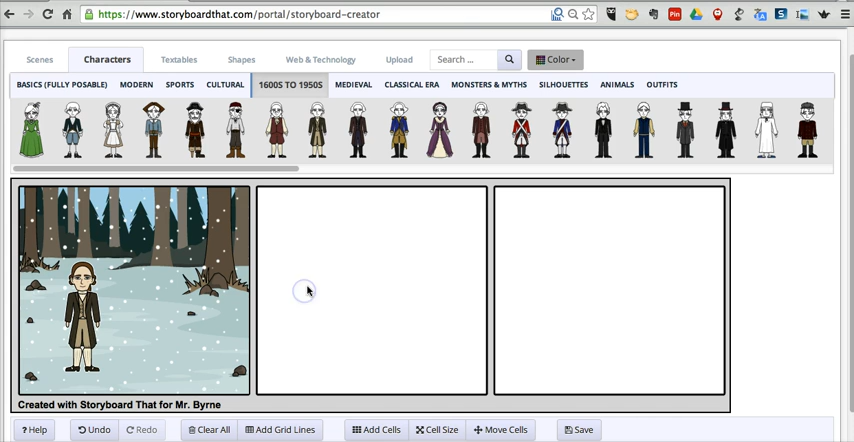 https://www.storyboardthat.com/portal/storyboard-creator
Scenes Characters Textables Shapes Web & Technology Upload Search ... Color
BASICS (FULLY POSABLE) MODERN SPORTS CULTURAL 1600S TO 1950S MEDIEVAL CLASSICAL ERA MONSTERS & MYTHS SILHOUETTES ANIMALS OUTFITS
Created with Storyboard That for Mr. Byrne
? Help Undo Redo Clear All Add Grid Lines Add Cells Cell Size Move Cells Save